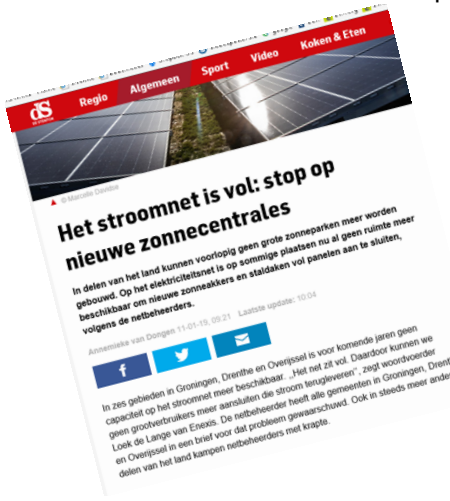 dS
Regio
Algemeen
Sport
Video
Koken & Eten
© Marcelle Davidse
Het stroomnet is vol: stop op
nieuwe zonnecentrales
In delen van het land kunnen voorlopig geen grote zonneparken meer worden
gebouwd. Op het elektriciteitsnet is op sommige plaatsen nu al geen ruimte meer
beschikbaar om nieuwe zonneakkers en staldaken vol panelen aan te sluiten,
volgens de netbeheerders.
Annemieke van Dongen 11-01-19, 09:21 Laatste update: 10:04
In zes gebieden in Groningen, Drenthe en Overijssel is voor komende jaren geen
capaciteit op het stroomnet meer beschikbaar. ,,Het net zit vol. Daardoor kunnen we
geen grootverbruikers meer aansluiten die stroom terugleveren", zegt woordvoerder
Loek de Lange van Enexis. De netbeheerder heeft alle gemeenten in Groningen, Drent
en Overijssel in een brief voor dat probleem gewaarschuwd. Ook in steeds meer ander
delen van het land kampen netbeheerders met krapte.